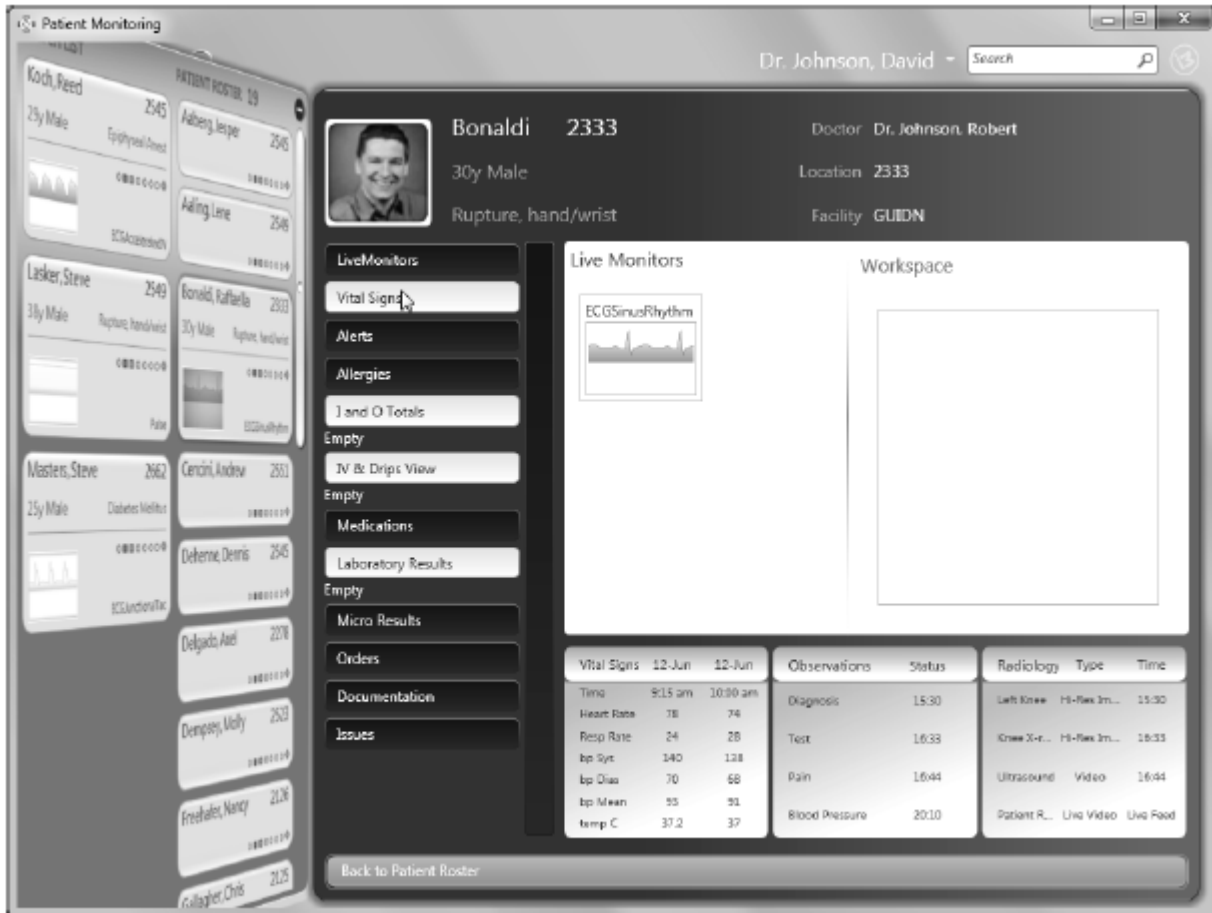 Patient Monitoring
Dr. Johnson, David
Search
PATIENT ROSTER 19
Koch, Reed
2545
29y Male
Epiphyseal Arrest
Lasker, Steve
2549
38y Male
Rupture, hand/wrist
Pulse
Masters, Steve
2662
25y Male
Diabetes Mellitus
Aaberg, Jesper
2545
Aaling, Lene
2546
Bonaldi, Raffaella
2333
30y Male
Rupture, hand/wrist
ECGSinusRhythm
Cencini, Andrew
2551
Dehenne, Dennis
2545
Delgado, Axel
2278
Dempsey, Molly
2523
Freehafer, Nancy
2126
Gallagher, Chris
2125
Bonaldi 2333
30y Male
Rupture, hand/wrist
Doctor Dr. Johnson, Robert
Location 2333
Facility GUIDN
LiveMonitors
Vital Signs
Alerts
Allergies
I and O Totals
Empty
IV & Drips View
Empty
Medications
Laboratory Results
Empty
Micro Results
Orders
Documentation
Issues
Live Monitors
Workspace
ECGSinusRhythm
Vital Signs 12-Jun 12-Jun
Time 9:15 am 10:00 am
Heart Rate 78 74
Resp Rate 24 28
bp Sys 140 138
bp Dias 70 68
bp Mean 93 91
temp C 37.2 37
Observations Status
Diagnosis 15:30
Test 16:33
Pain 16:44
Blood Pressure 20:10
Radiology Type Time
Left Knee Hi-Res Im... 15:30
Knee X-r... Hi-Res Im... 16:33
Ultrasound Video 16:44
Patient R... Live Video Live Feed
Back to Patient Roster